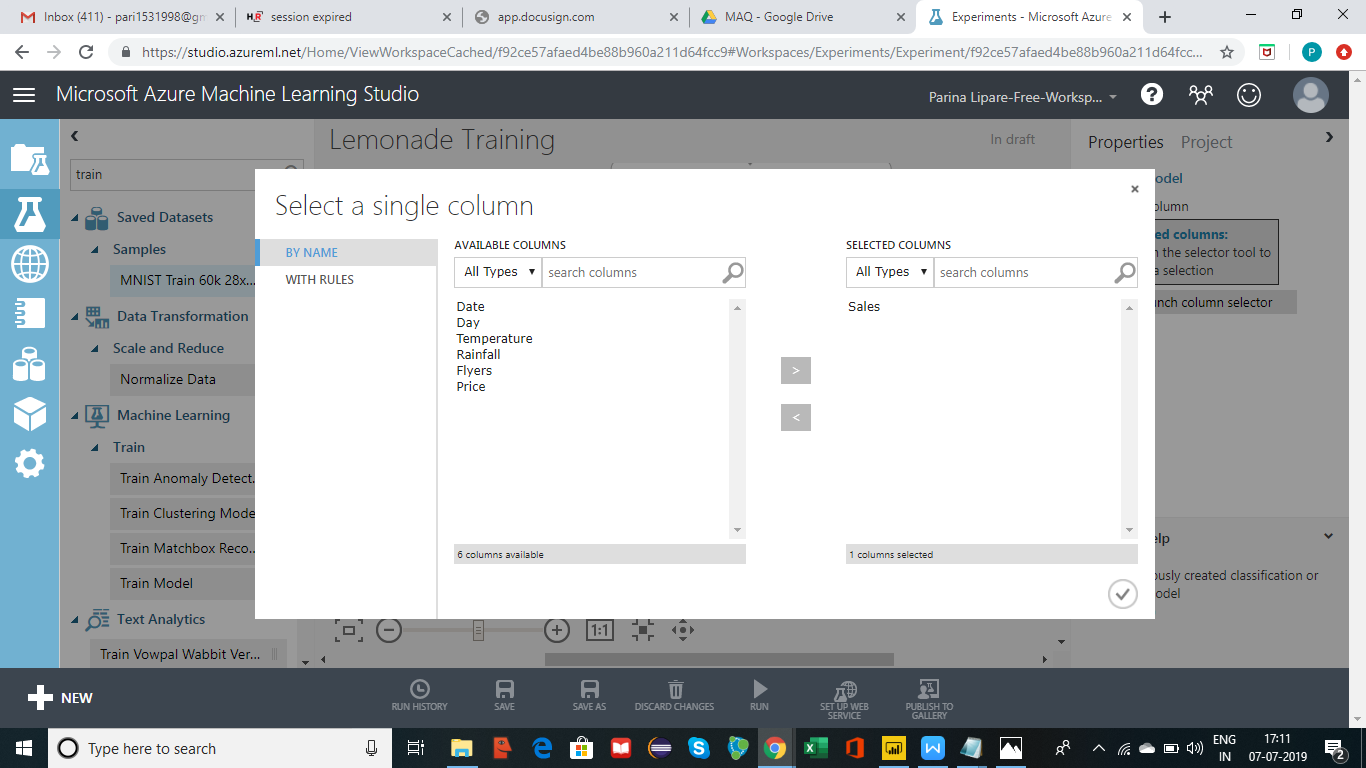 Inbox (411) - pari1531998@gm
session expired
app.docusign.com
MAQ - Google Drive
Experiments - Microsoft Azure
https://studio.azureml.net/Home/ViewWorkspaceCached/f92ce57afaed4be88b960a211d64fcc9#Workspaces/Experiments/Experiment/f92ce57afaed4be88b960a211d64fcc...
P
Microsoft Azure Machine Learning Studio
Parina Lipare-Free-Worksp...
train
Saved Datasets
Samples
MNIST Train 60k 28x...
Data Transformation
Scale and Reduce
Normalize Data
Machine Learning
Train
Train Anomaly Detect.
Train Clustering Mode
Train Matchbox Reco..
Train Model
Text Analytics
Train Vowpal Wabbit Ver...
Lemonade Training
In draft
Properties
Project
odel
olumn
ed columns:
h the selector tool to
a selection
nch column selector
elp
ously created classification or
odel
Select a single column
×
BY NAME
WITH RULES
AVAILABLE COLUMNS
All Types
search columns
Date
Day
Temperature
Rainfall
Flyers
Price
6 columns available
>
<
SELECTED COLUMNS
All Types
search columns
Sales
1 columns selected
1:1
NEW
RUN HISTORY
SAVE
SAVE AS
DISCARD CHANGES
RUN
SET UP WEB
SERVICE
PUBLISH TO
GALLERY
Type here to search
ENG
IN
17:11
07-07-2019
2